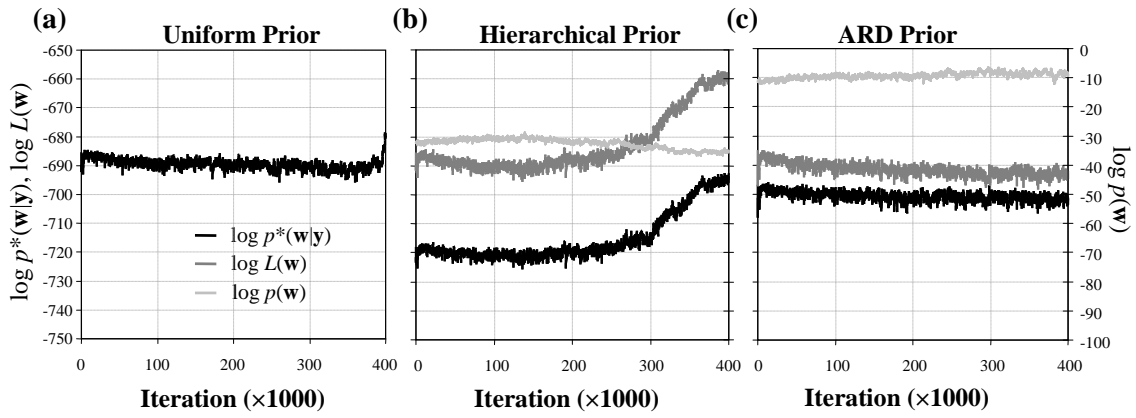 (a) (b) (c)
Uniform Prior Hierarchical Prior ARD Prior
-650 0
-660 -10
-670 -20
-680 -30
-690 -40
-700 -50
-710 -60
-720 -70
-730 -80
-740 -90
-750 -100
log p*(w|y), log L(w)
log p*(w|y)
log L(w)
log p(w)
log p(w)
0 100 200 300 400 0 100 200 300 400 0 100 200 300 400
Iteration (×1000) Iteration (×1000) Iteration (×1000)